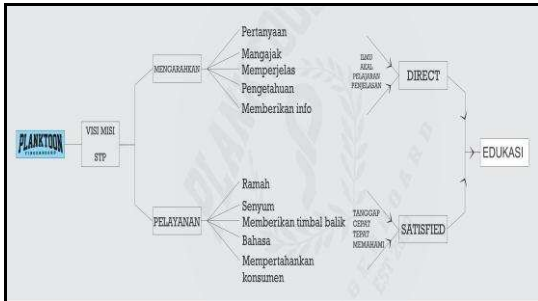 PLANKTOON
VISI MISI
STP
MENGARAHKAN
Pertanyaan
Mangajak
Memperjelas
Pengetahuan
Memberikan info
ILMU
AKAL
PELAJARAN
PENJELASAN
DIRECT
PELAYANAN
Ramah
Senyum
Memberikan timbal balik
Bahasa
Mempertahankan
konsumen
TANGGAP
CEPAT
TEPAT
MEMAHAMI
SATISFIED
EDUKASI